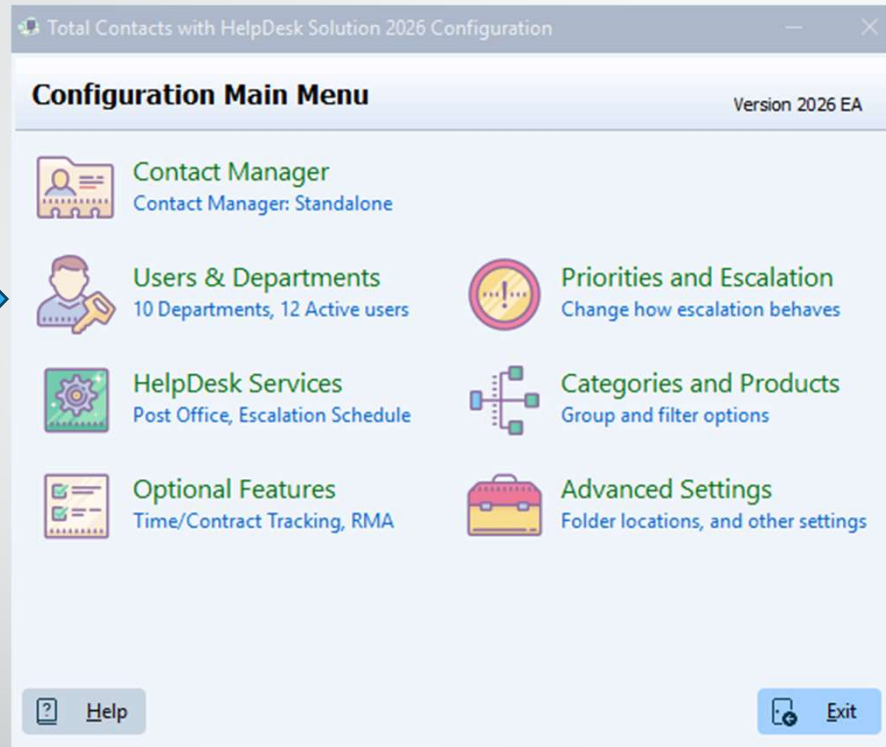 Total Contacts with HelpDesk Solution 2026 Configuration
Configuration Main Menu
Version 2026 EA
Contact Manager
Contact Manager: Standalone
Users & Departments
10 Departments, 12 Active users
Priorities and Escalation
Change how escalation behaves
HelpDesk Services
Post Office, Escalation Schedule
Categories and Products
Group and filter options
Optional Features
Time/Contract Tracking, RMA
Advanced Settings
Folder locations, and other settings
Help
Exit